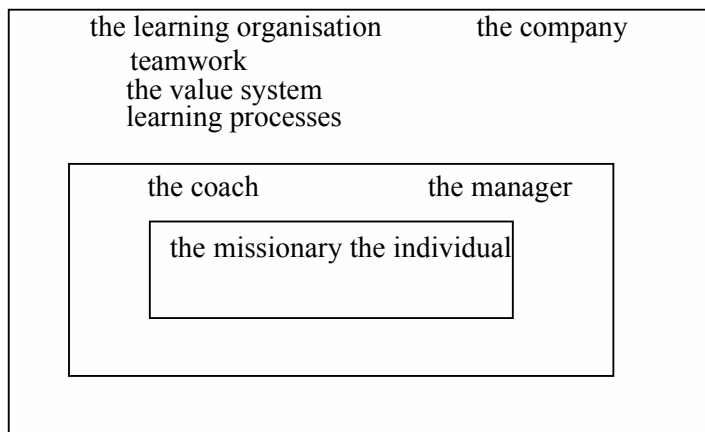 the learning organisation the company
teamwork
the value system
learning processes
the coach the manager
the missionary the individual